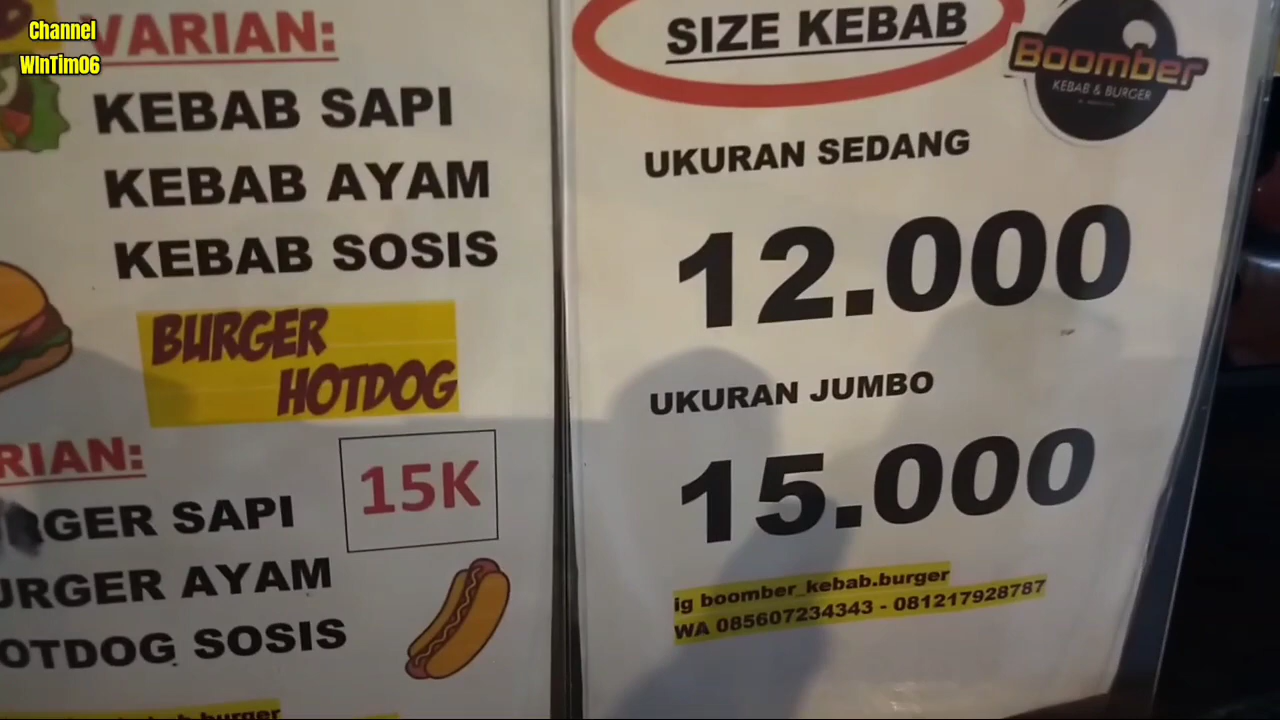 Channel
WInTim06
VARIAN:
KEBAB SAPI
KEBAB AYAM
KEBAB SOSIS
BURGER
HOTDOG
RIAN:
15K
RGER SAPI
URGER AYAM
OTDOG SOSIS
SIZE KEBAB
Boomber
KEBAB & BURGER
UKURAN SEDANG
12.000
UKURAN JUMBO
15.000
ig boomber_kebab.burger
WA 085607234343 - 081217928787